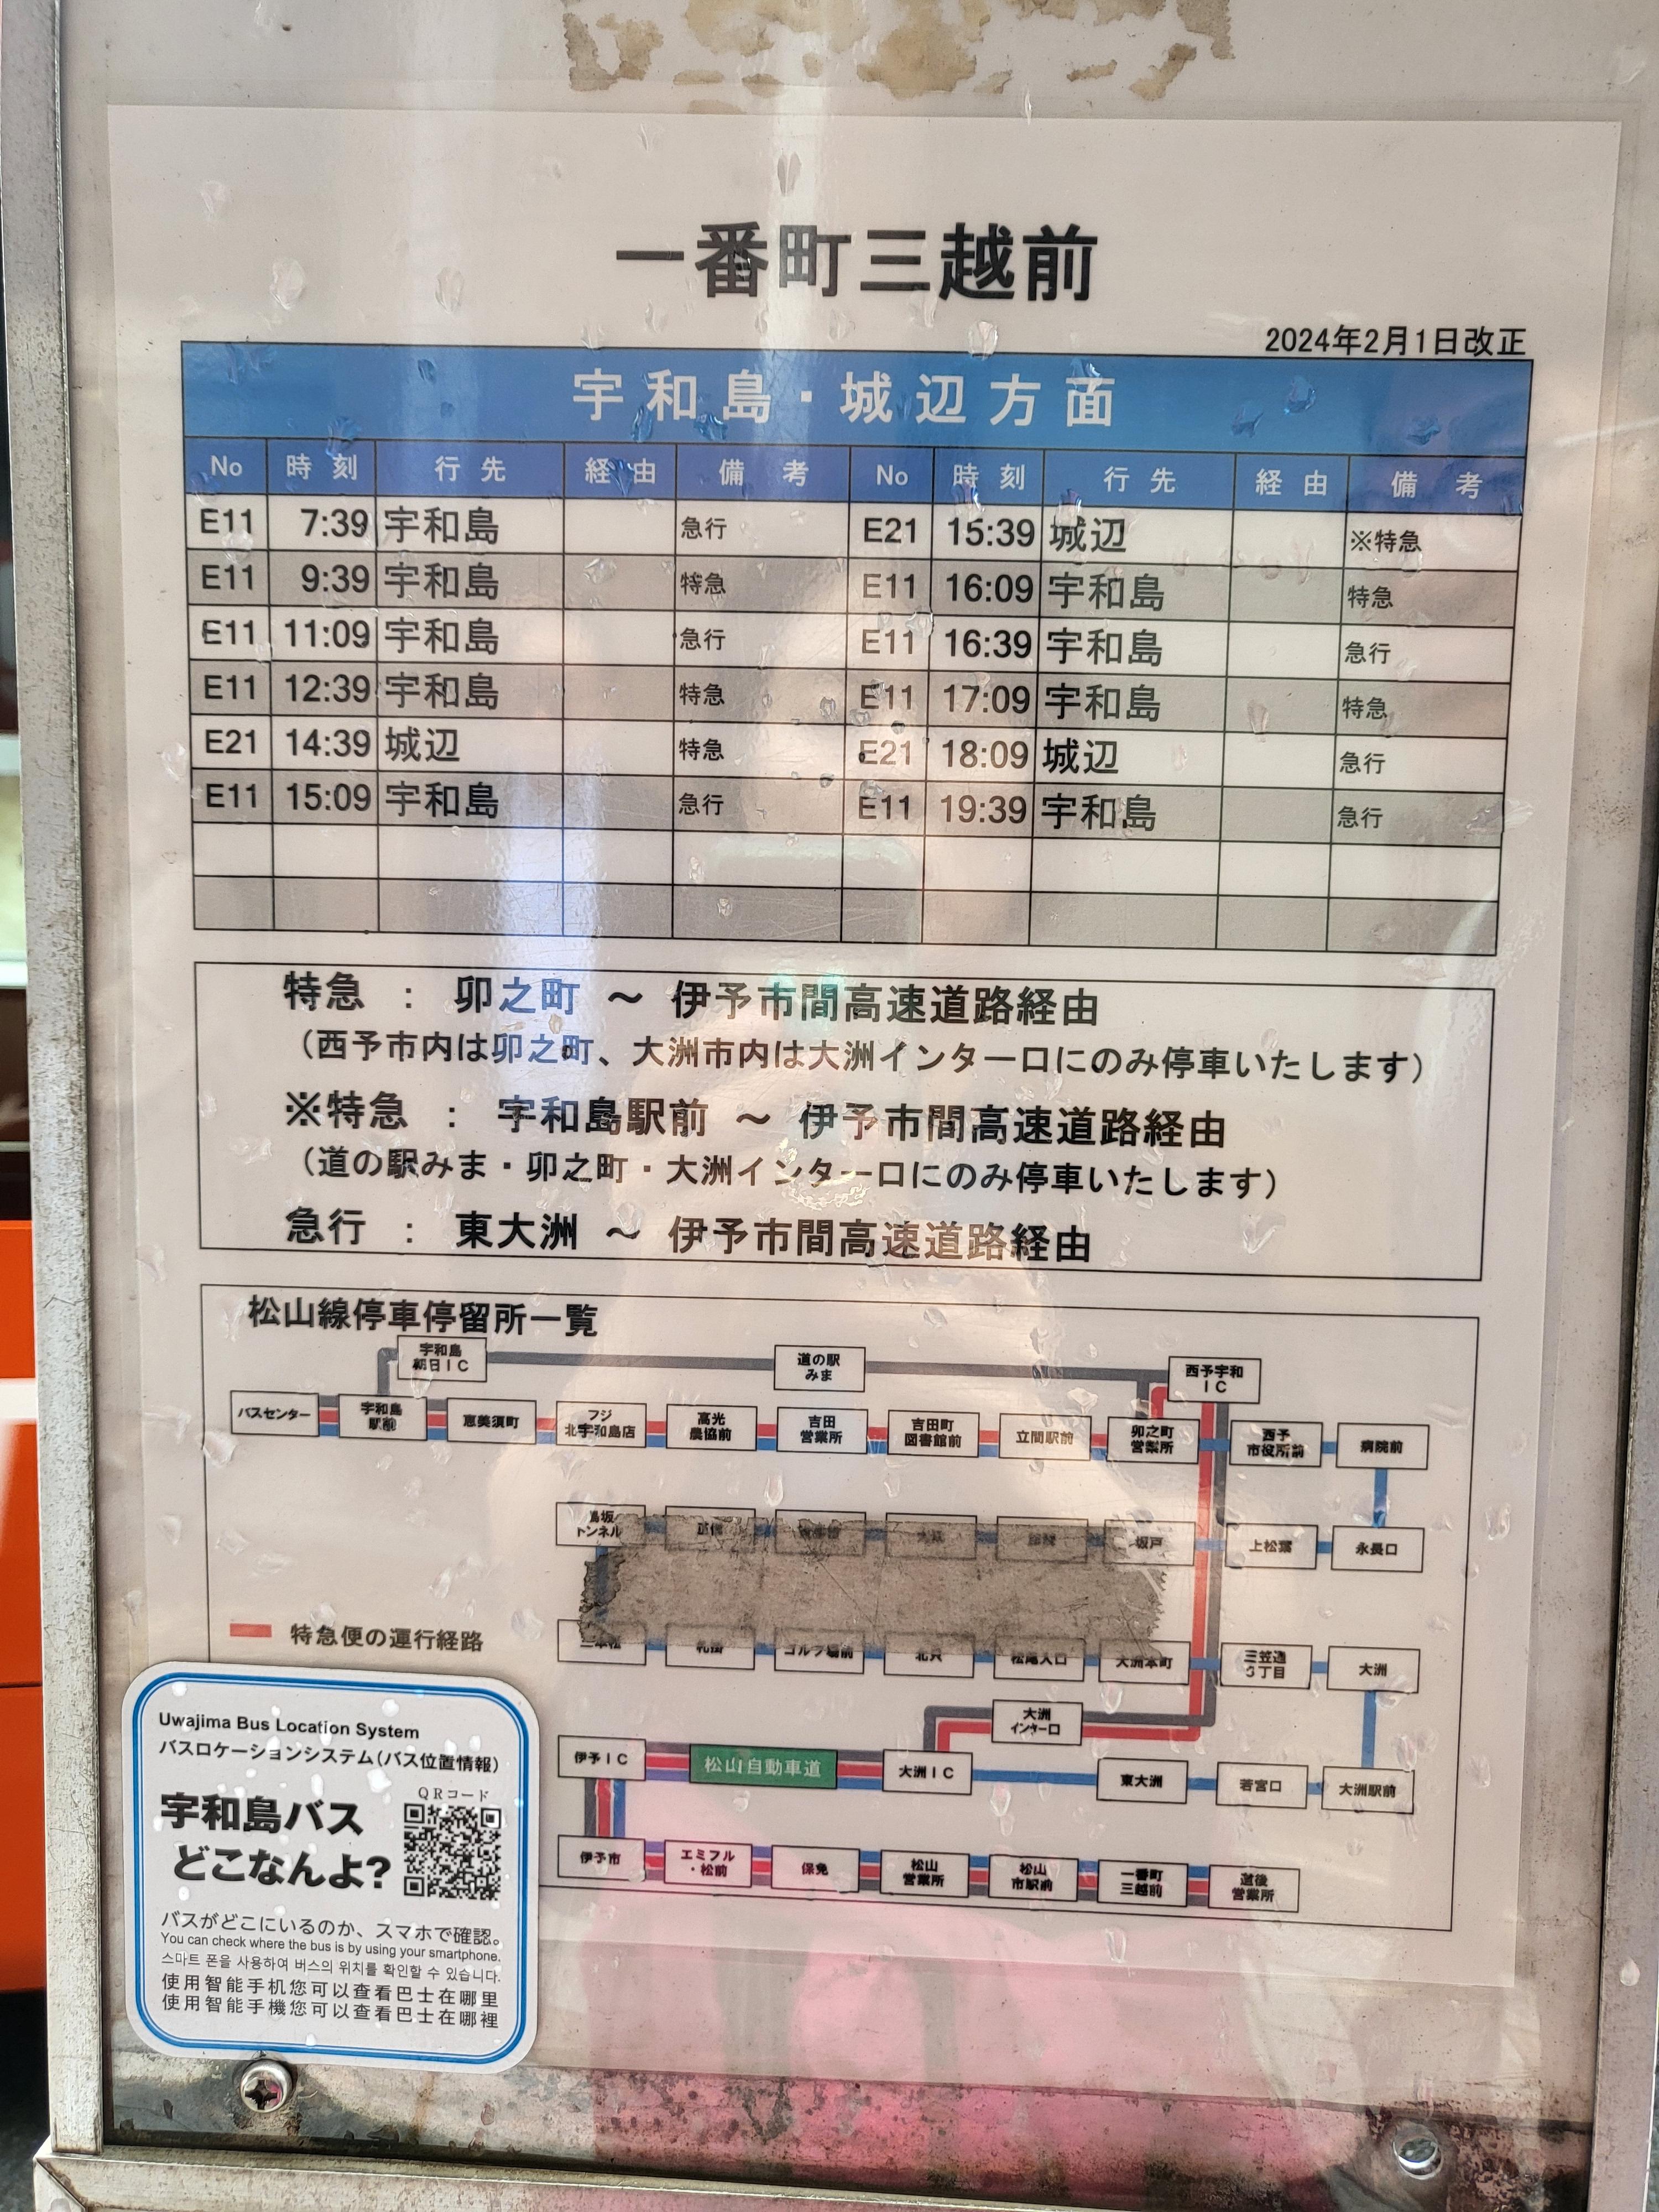 一番町三越前
2024年2月1日改正
宇和島・城辺方面
No 時刻 行先 経由 備考 No 時刻 行先 経由 備考
E11 7:39 宇和島 急行 E21 15:39 城辺 ※特急
E11 9:39 宇和島 特急 E11 16:09 宇和島 特急
E11 11:09 宇和島 急行 E11 16:39 宇和島 急行
E11 12:39 宇和島 特急 E11 17:09 宇和島 特急
E21 14:39 城辺 特急 E21 18:09 城辺 急行
E11 15:09 宇和島 急行 E11 19:39 宇和島 急行
特急 : 卯之町 ～ 伊予市間高速道路経由
（西予市内は卯之町、大洲市内は大洲インター口にのみ停車いたします）
※特急 : 宇和島駅前 ～ 伊予市間高速道路経由
（道の駅みま・卯之町・大洲インター口にのみ停車いたします）
急行 : 東大洲 ～ 伊予市間高速道路経由
松山線停車停留所一覧
宇和島
朝日IC
道の駅
みま
西予宇和
IC
バスセンター
宇和島
駅前
恵美須町
フジ
北宇和島店
高光
農協前
吉田
営業所
吉田町
図書館前
立間駅前
卯之町
営業所
西予
市役所前
病院前
鳥坂
トンネル
坂戸
上松葉
永長口
札掛
ゴルフ場前
北只
松尾入口
大洲本町
三笠通
大洲
特急便の運行経路
大洲
インター口
伊予IC
松山自動車道
大洲IC
東大洲
若宮口
大洲駅前
伊予市
エミフル
・松前
保免
松山
営業所
松山
市駅前
一番町
三越前
道後
営業所
Uwajima Bus Location System
バスロケーションシステム（バス位置情報）
QRコード
宇和島バス
どこなんよ?
バスがどこにいるのか、スマホで確認。
You can check where the bus is by using your smartphone.
스마트 폰을 사용하여 버스의 위치를 확인할 수 있습니다.
使用智能手机您可以查看巴士在哪里
使用智能手機您可以查看巴士在哪裡